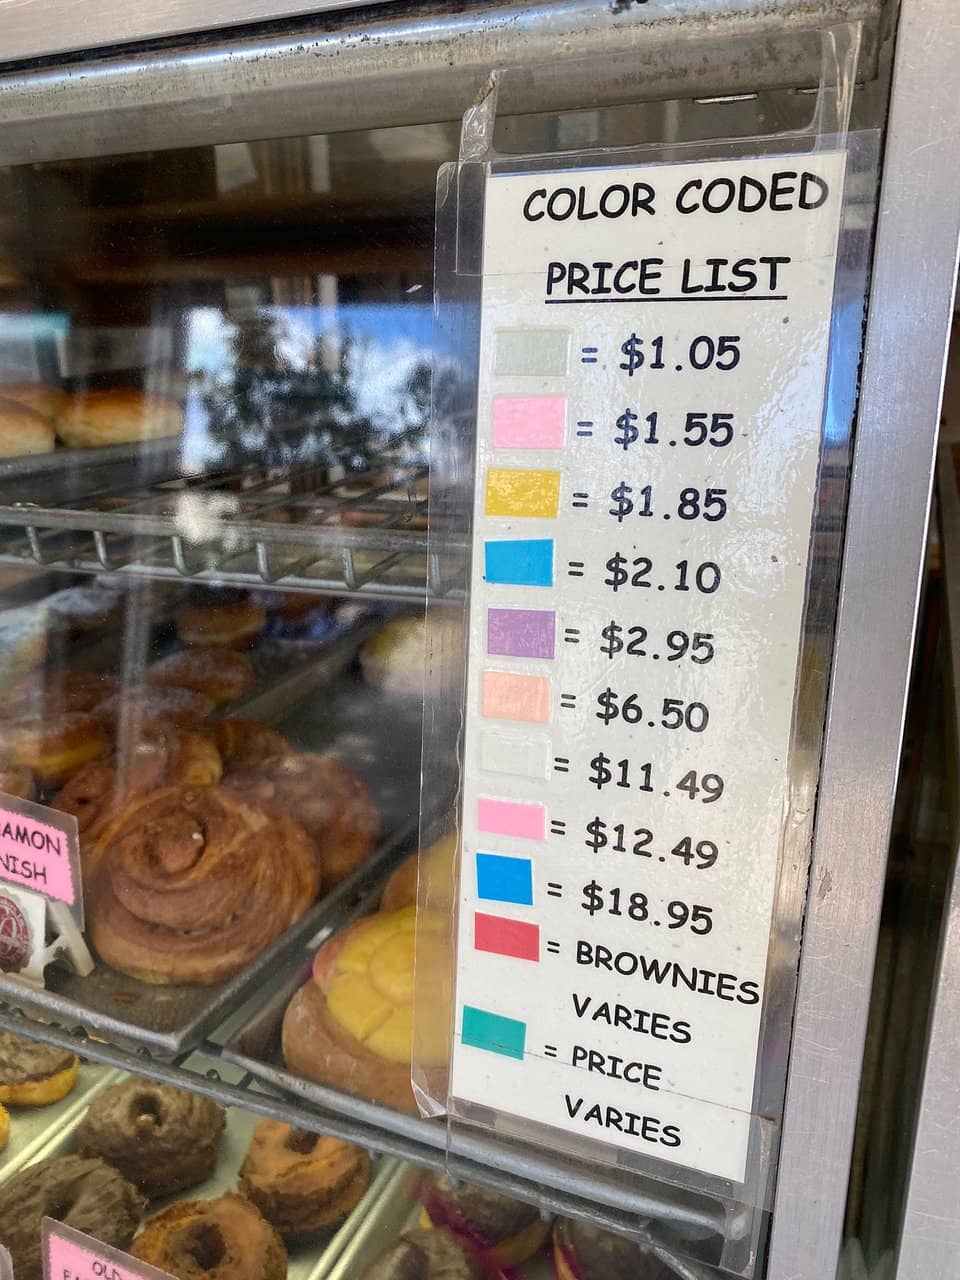 COLOR CODED
PRICE LIST
= $1.05
= $1.55
= $1.85
= $2.10
= $2.95
= $6.50
= $11.49
= $12.49
= $18.95
= BROWNIES
VARIES
= PRICE
VARIES
AMON
NISH
OLD